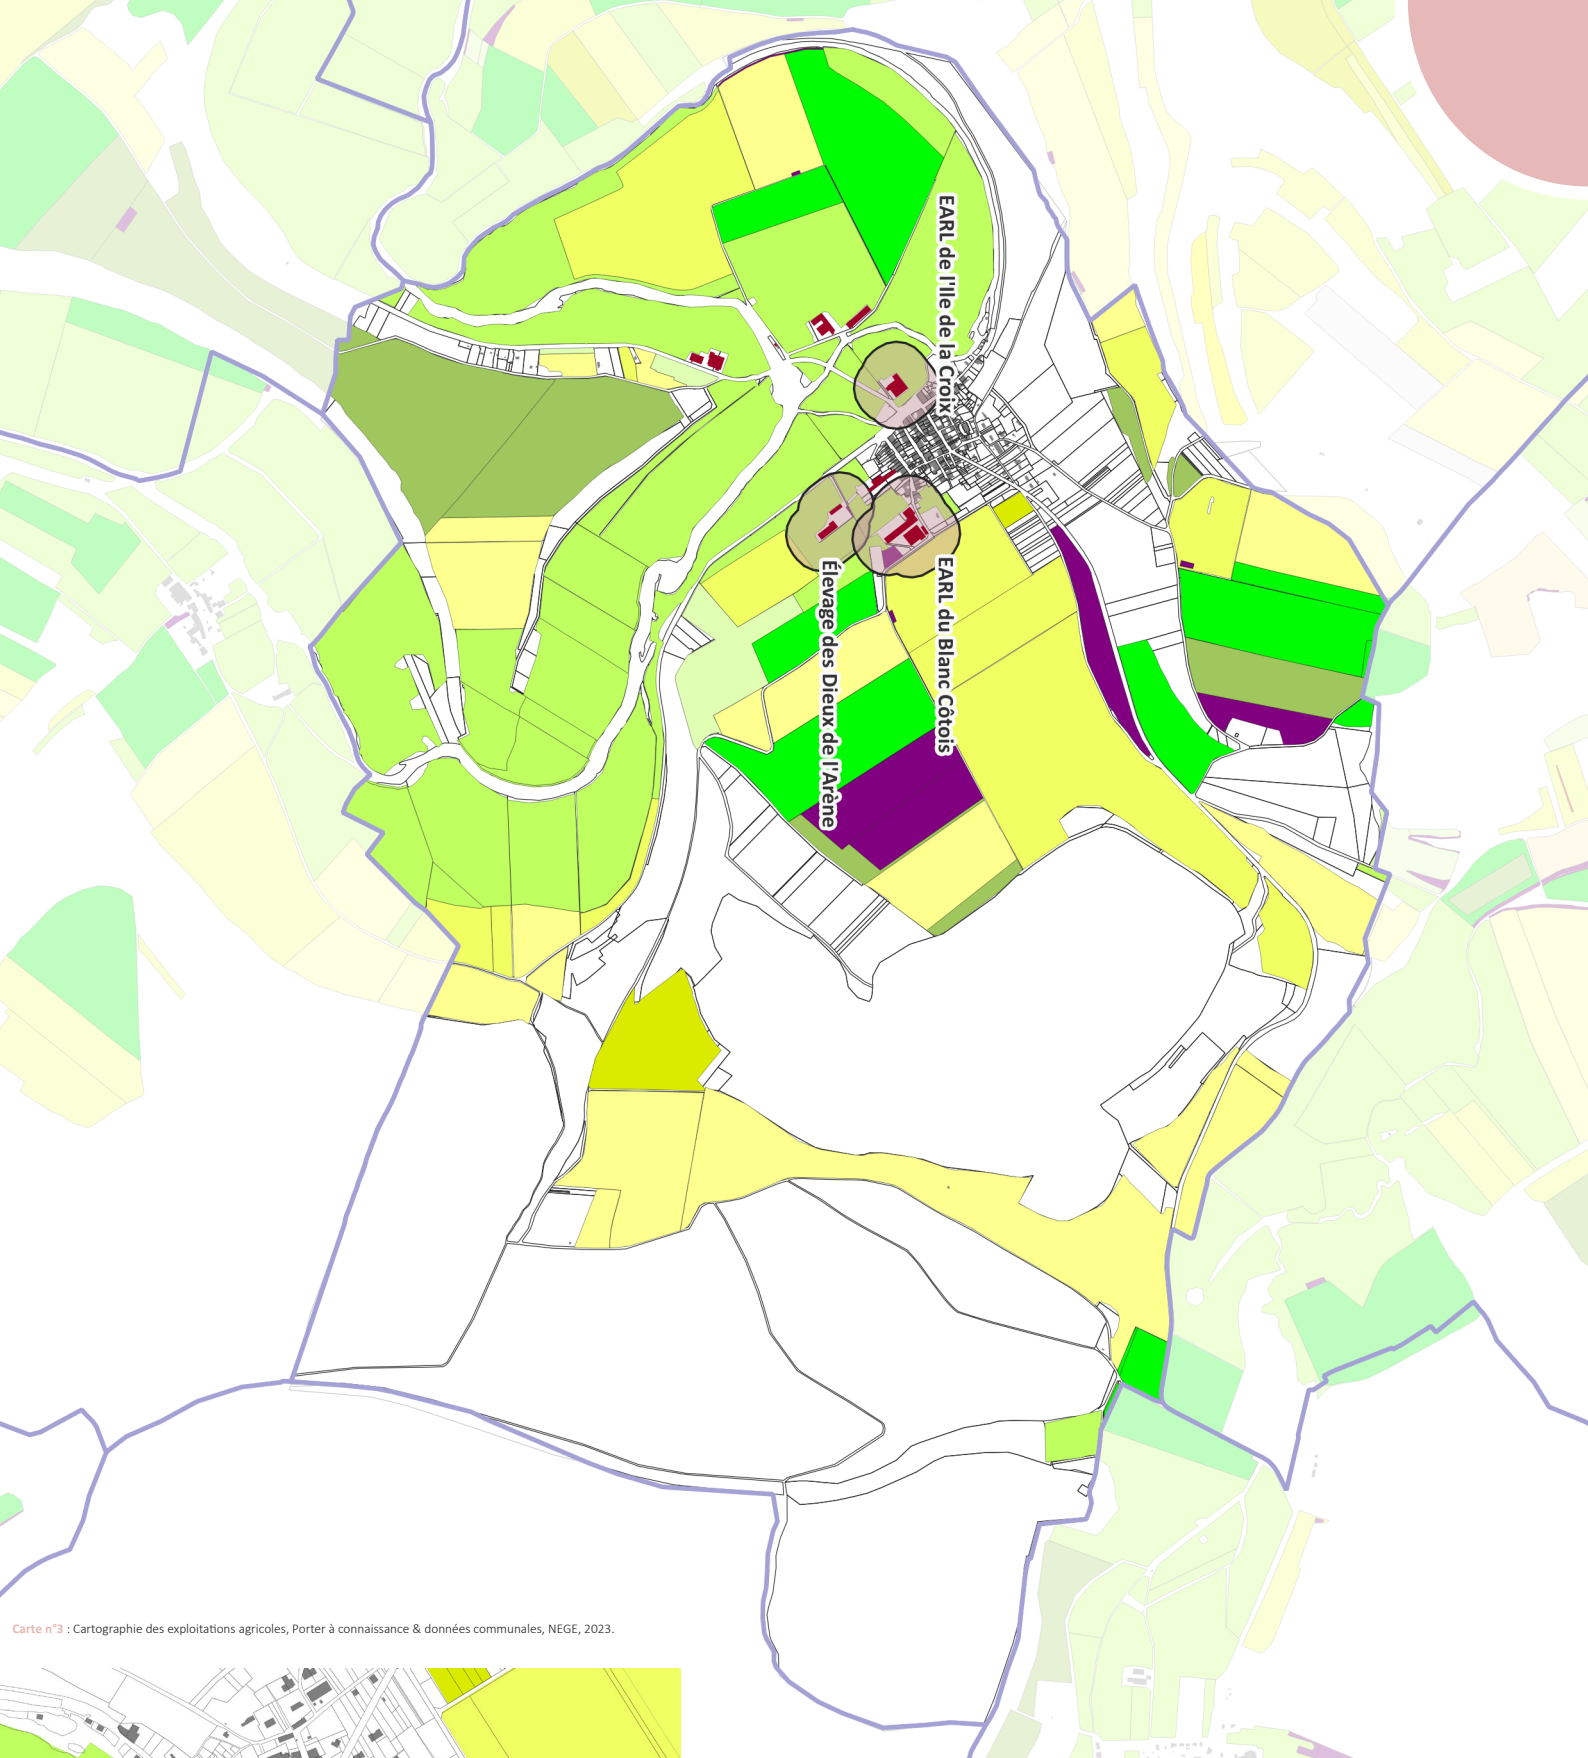 EARL de l'Ile de la Croix
EARL du Blanc Côtois
Élevage des Dieux de l'Arène
Carte n°3 : Cartographie des exploitations agricoles, Porter à connaissance & données communales, NEGE, 2023.